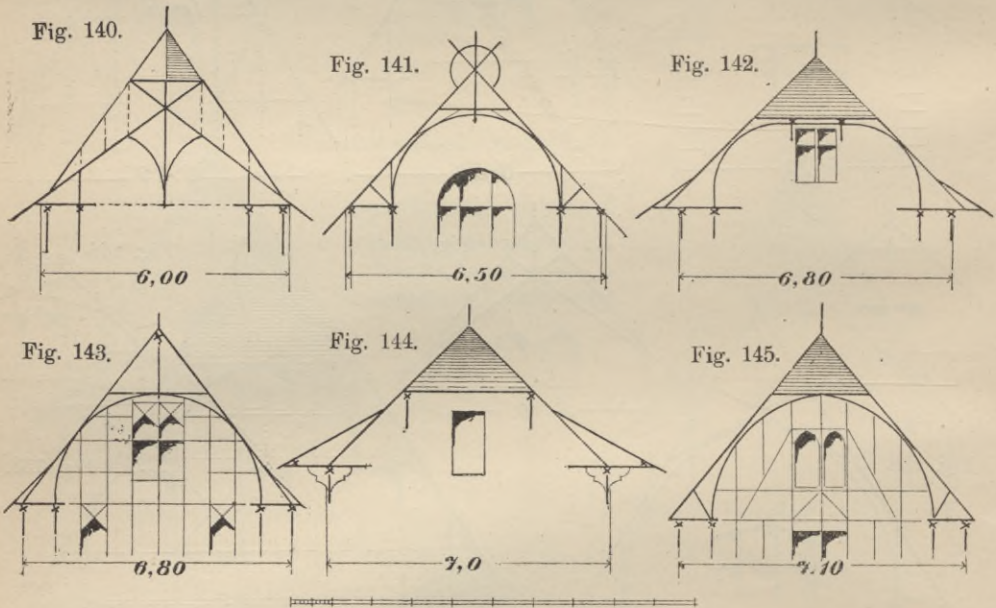 Fig. 140.
Fig. 141.
Fig. 142.
6,00
6,50
6,80
Fig. 143.
Fig. 144.
Fig. 145.
6,80
7,0
7,10